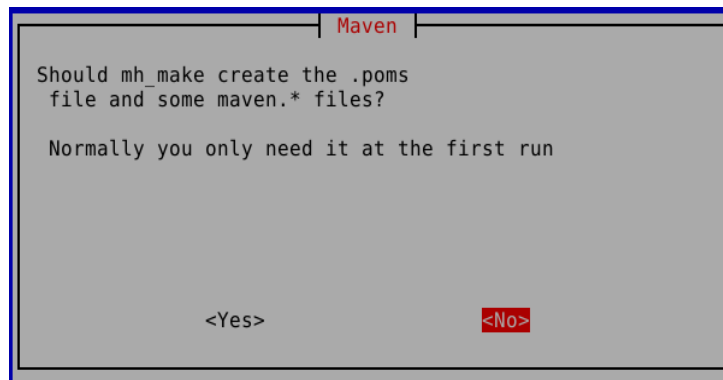 Maven
Should mh_make create the .poms
file and some maven.* files?
Normally you only need it at the first run
<Yes> <No>